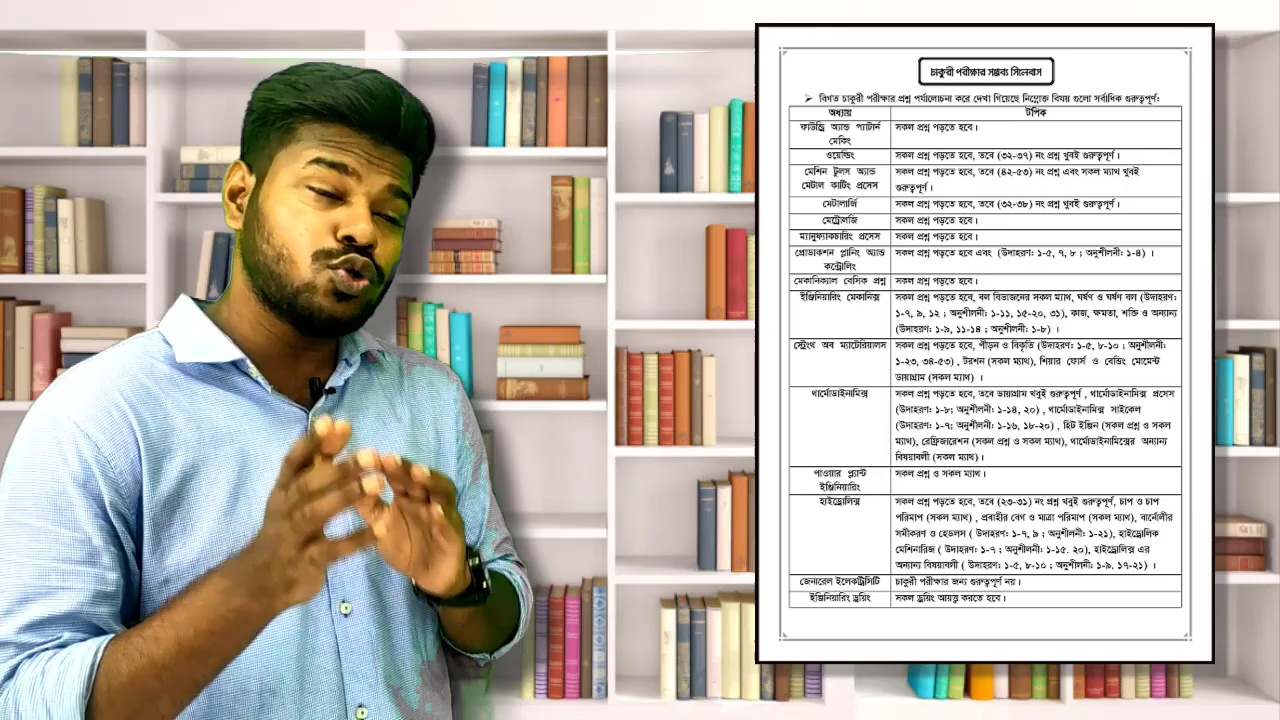 চাকুরী পরীক্ষার সম্ভাব্য সিলেবাস
➢ বিগত চাকুরী পরীক্ষার প্রশ্ন পর্যালোচনা করে দেখা গিয়েছে নিম্নোক্ত বিষয় গুলো সর্বাধিক গুরুত্বপূর্ণ:
অধ্যায় টপিক
ফাউন্ড্রি অ্যান্ড প্যাটার্ন সকল প্রশ্ন পড়তে হবে।
মেকিং
ওয়েল্ডিং সকল প্রশ্ন পড়তে হবে, তবে (৩২-৩৭) নং প্রশ্ন খুবই গুরুত্বপূর্ণ।
মেশিন টুলস অ্যান্ড সকল প্রশ্ন পড়তে হবে, তবে (৪২-৫৩) নং প্রশ্ন এবং সকল ম্যাথ খুবই
মেটাল কাটিং প্রসেস গুরুত্বপূর্ণ।
মেটালার্জি সকল প্রশ্ন পড়তে হবে, তবে (৩২-৩৮) নং প্রশ্ন খুবই গুরুত্বপূর্ণ।
মেট্রোলজি সকল প্রশ্ন পড়তে হবে।
ম্যানুফ্যাকচারিং প্রসেস সকল প্রশ্ন পড়তে হবে।
প্রোডাকশন প্লানিং অ্যান্ড সকল প্রশ্ন পড়তে হবে এবং (উদাহরণ: ১-৫, ৭, ৮ ; অনুশীলনী: ১-৪) ।
কন্ট্রোলিং
মেকানিক্যাল বেসিক প্রশ্ন সকল প্রশ্ন পড়তে হবে।
ইঞ্জিনিয়ারিং মেকানিক্স সকল প্রশ্ন পড়তে হবে, বল বিভাজনের সকল ম্যাথ, ঘর্ষণ ও ঘর্ষণ বল (উদাহরণ:
১-৭, ৯, ১২ ; অনুশীলনী: ১-১১, ১৫-২০, ৩১), কাজ, ক্ষমতা, শক্তি ও অন্যান্য
(উদাহরণ: ১-৯, ১১-১৪ ; অনুশীলনী: ১-৮) ।
স্ট্রেংথ অব ম্যাটেরিয়ালস সকল প্রশ্ন পড়তে হবে, পীড়ন ও বিকৃতি (উদাহরণ: ১-৫, ৮-১০ ; অনুশীলনী:
১-২৩, ৩৪-৫৩) , টরশন (সকল ম্যাথ), শিয়ার ফোর্স ও বেন্ডিং মোমেন্ট
ডায়াগ্রাম (সকল ম্যাথ) ।
থার্মোডাইনামিক্স সকল প্রশ্ন পড়তে হবে, তবে ডায়াগ্রাম খবুই গুরুত্বপূর্ণ , থার্মোডাইনামিক্স প্রসেস
(উদাহরণ: ১-৮; অনুশীলনী: ১-১৪, ২০) , থার্মোডাইনামিক্স সাইকেল
(উদাহরণ: ১-৭; অনুশীলনী: ১-১৬, ১৮-২০) , হিট ইঞ্জিন (সকল প্রশ্ন ও সকল
ম্যাথ), রেফ্রিজারেশন (সকল প্রশ্ন ও সকল ম্যাথ), থার্মোডাইনামিক্সের অন্যান্য
বিষয়াবলী (সকল ম্যাথ)।
পাওয়ার প্ল্যান্ট সকল প্রশ্ন ও সকল ম্যাথ।
ইঞ্জিনিয়ারিং
হাইড্রোলিক্স সকল প্রশ্ন পড়তে হবে, তবে (২৩-৩১) নং প্রশ্ন খুবই গুরুত্বপূর্ণ, চাপ ও চাপ
পরিমাপ (সকল ম্যাথ) , প্রবাহীর বেগ ও মাত্রা পরিমাপ (সকল ম্যাথ), বার্নোলীর
সমীকরণ ও হেডলস ( উদাহরণ: ১-৭, ৯ ; অনুশীলনী: ১-২১), হাইড্রোলিক
মেশিনারিজ ( উদাহরণ: ১-৭ ; অনুশীলনী: ১-১৫, ২০), হাইড্রোলিক্স এর
অন্যান্য বিষয়াবলী ( উদাহরণ: ১-৫, ৮-১০ ; অনুশীলনী: ১-৯, ১৭-২১) ।
জেনারেল ইলেকট্রিসিটি চাকুরী পরীক্ষার জন্য গুরুত্বপূর্ণ নয়।
ইঞ্জিনিয়ারিং ড্রয়িং সকল ড্রয়িং আয়ত্ত্ব করতে হবে।